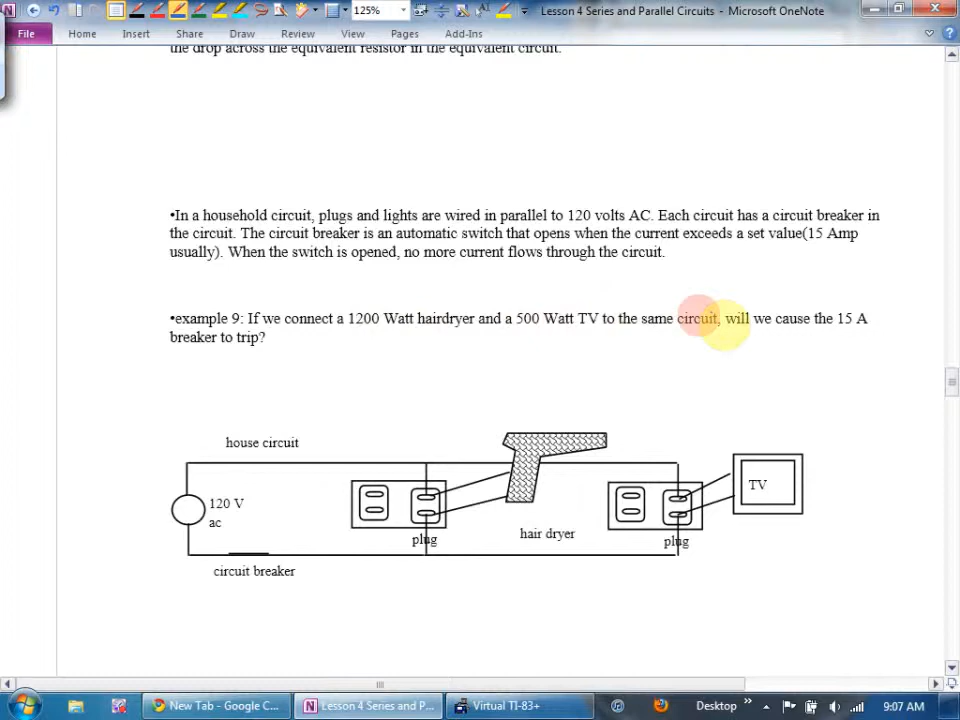 125%
Lesson 4 Series and Parallel Circuits - Microsoft OneNote
File Home Insert Share Draw Review View Pages Add-Ins
the drop across the equivalent resistor in the equivalent circuit.
•In a household circuit, plugs and lights are wired in parallel to 120 volts AC. Each circuit has a circuit breaker in
the circuit. The circuit breaker is an automatic switch that opens when the current exceeds a set value(15 Amp
usually). When the switch is opened, no more current flows through the circuit.
•example 9: If we connect a 1200 Watt hairdryer and a 500 Watt TV to the same circuit, will we cause the 15 A
breaker to trip?
house circuit
120 V
ac
TV
plug
hair dryer
plug
circuit breaker
New Tab - Google C... Lesson 4 Series and P... Virtual TI-83+ Desktop » 9:07 AM